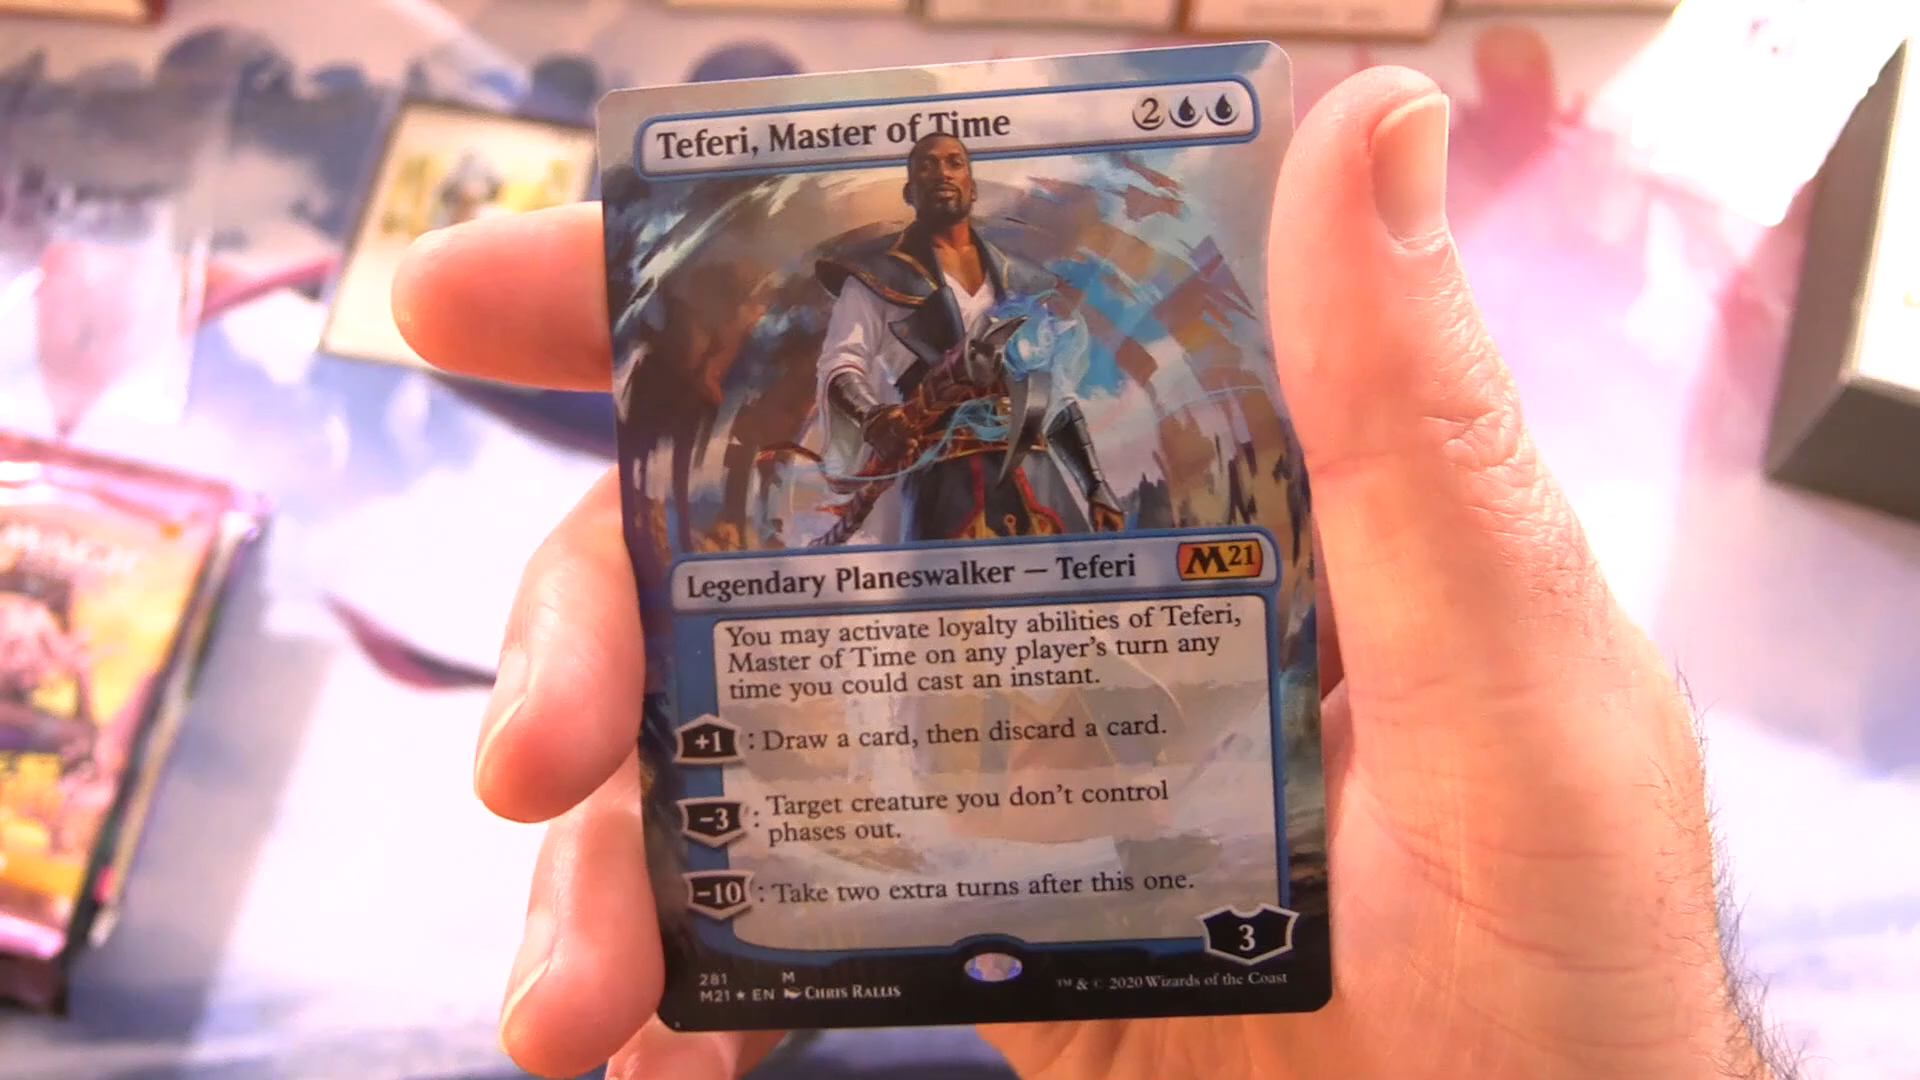 Teferi, Master of Time 2
Legendary Planeswalker — Teferi M21
You may activate loyalty abilities of Teferi,
Master of Time on any player's turn any
time you could cast an instant.
+1 : Draw a card, then discard a card.
−3 : Target creature you don't control
phases out.
−10 : Take two extra turns after this one.
3
281 M
M21 ★ EN Chris Rallis
™ & © 2020 Wizards of the Coast
MAGIC